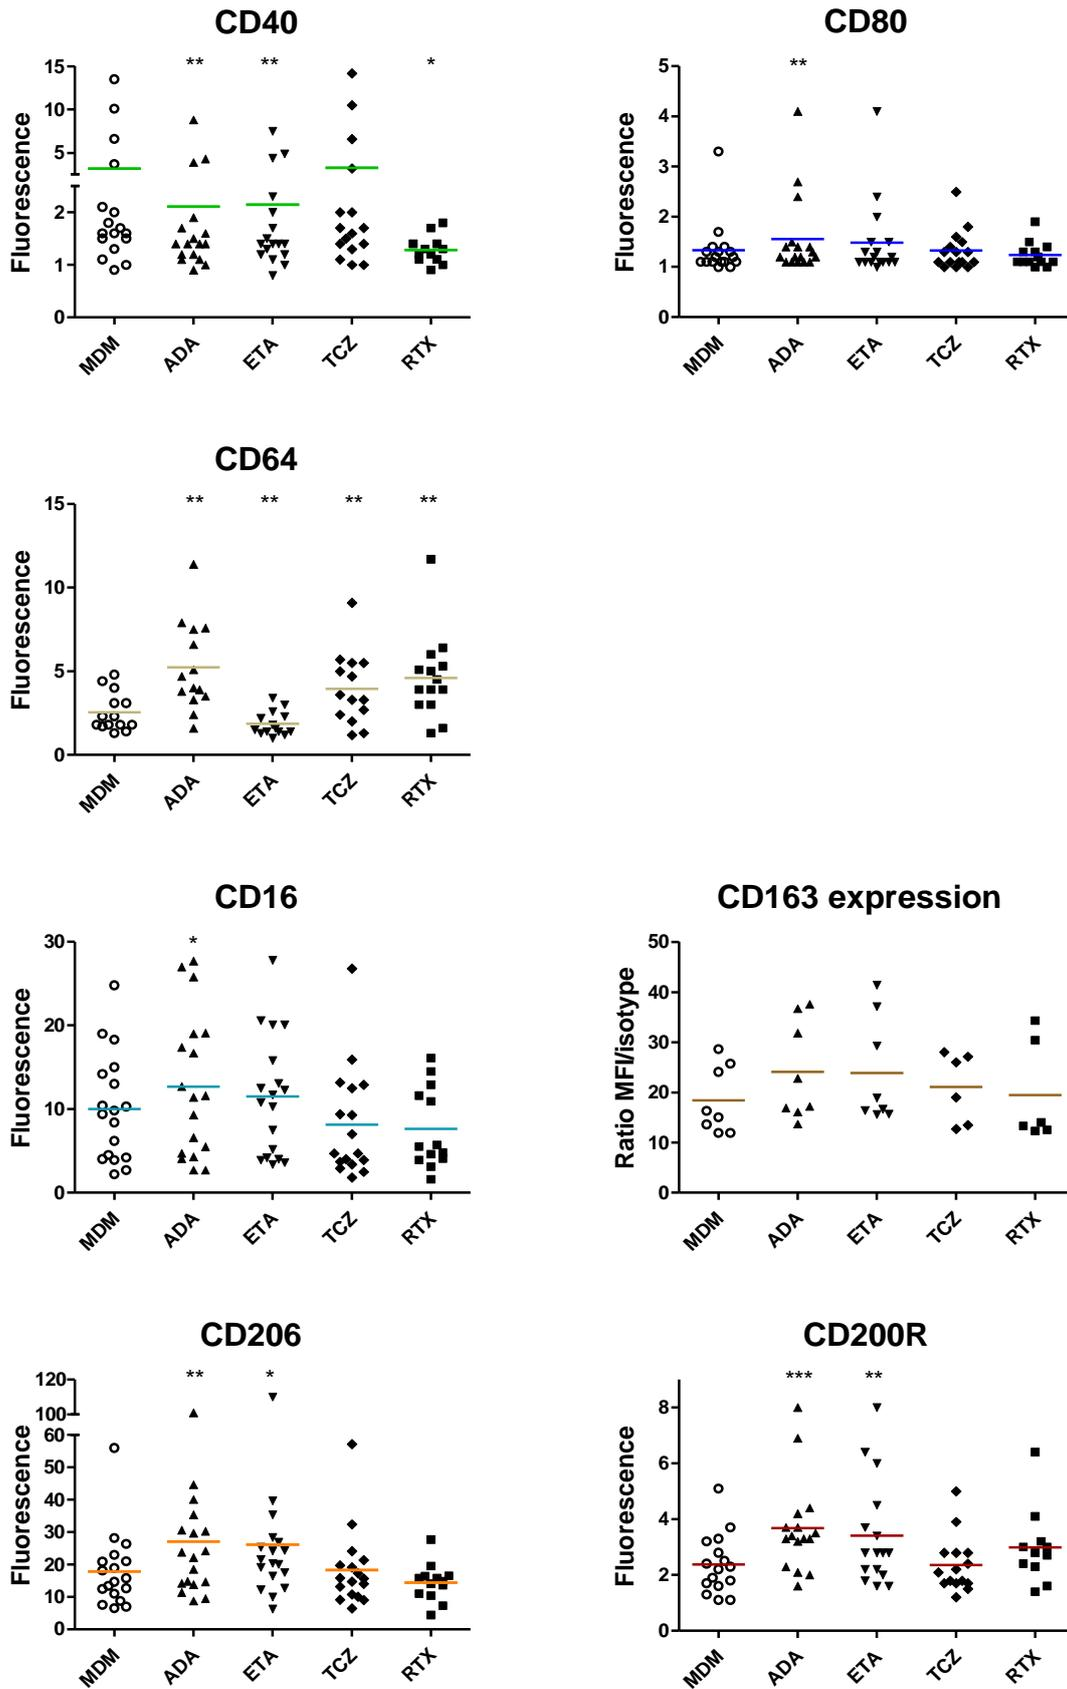 CD40
** ** *
Fluorescence
15
10
5
2
1
0
MDM ADA ETA TCZ RTX
CD80
**
Fluorescence
5
4
3
2
1
0
MDM ADA ETA TCZ RTX
CD64
** ** ** **
Fluorescence
15
10
5
0
MDM ADA ETA TCZ RTX
CD16
*
Fluorescence
30
20
10
0
MDM ADA ETA TCZ RTX
CD163 expression
Ratio MFI/isotype
50
40
30
20
10
0
MDM ADA ETA TCZ RTX
CD206
** *
Fluorescence
120
100
60
50
40
30
20
10
0
MDM ADA ETA TCZ RTX
CD200R
*** **
Fluorescence
8
6
4
2
0
MDM ADA ETA TCZ RTX